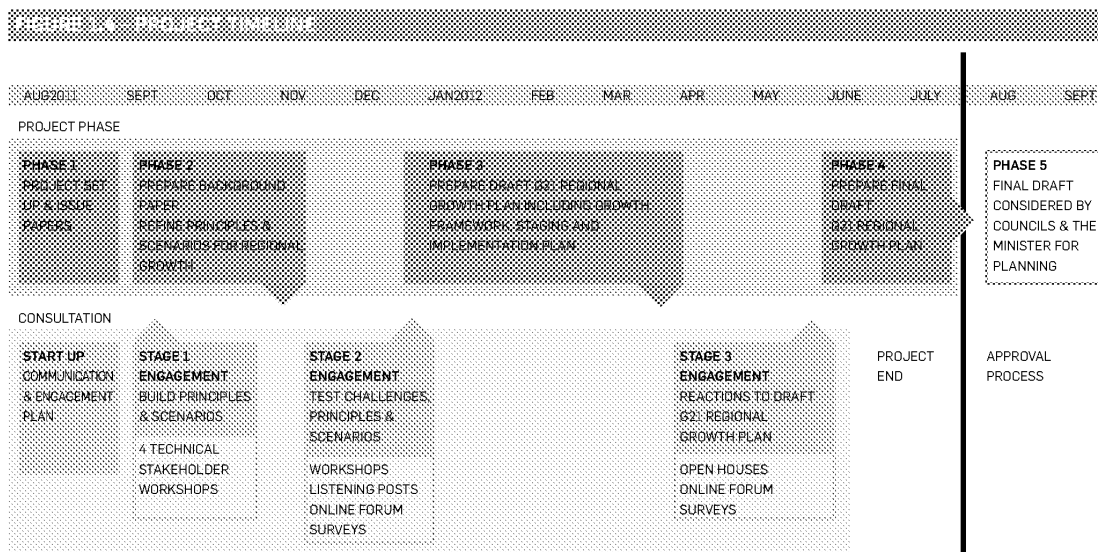 FIGURE 1.4 PROJECT TIMELINE
AUG2011 SEPT OCT NOV DEC JAN2012 FEB MAR APR MAY JUNE JULY AUG SEPT
PROJECT PHASE
PHASE 1
PROJECT SET
UP & ISSUE
PAPERS
PHASE 2
PREPARE BACKGROUND
PAPER
REFINE PRINCIPLES &
SCENARIOS FOR REGIONAL
GROWTH
PHASE 3
PREPARE DRAFT G21 REGIONAL
GROWTH PLAN INCLUDING GROWTH
FRAMEWORK, STAGING AND
IMPLEMENTATION PLAN
PHASE 4
PREPARE FINAL
DRAFT
G21 REGIONAL
GROWTH PLAN
PHASE 5
FINAL DRAFT
CONSIDERED BY
COUNCILS & THE
MINISTER FOR
PLANNING
CONSULTATION
START UP
COMMUNICATION
& ENGAGEMENT
PLAN
STAGE 1
ENGAGEMENT
BUILD PRINCIPLES
& SCENARIOS
4 TECHNICAL
STAKEHOLDER
WORKSHOPS
STAGE 2
ENGAGEMENT
TEST CHALLENGES,
PRINCIPLES &
SCENARIOS
WORKSHOPS
LISTENING POSTS
ONLINE FORUM
SURVEYS
STAGE 3
ENGAGEMENT
REACTIONS TO DRAFT
G21 REGIONAL
GROWTH PLAN
OPEN HOUSES
ONLINE FORUM
SURVEYS
PROJECT
END
APPROVAL
PROCESS